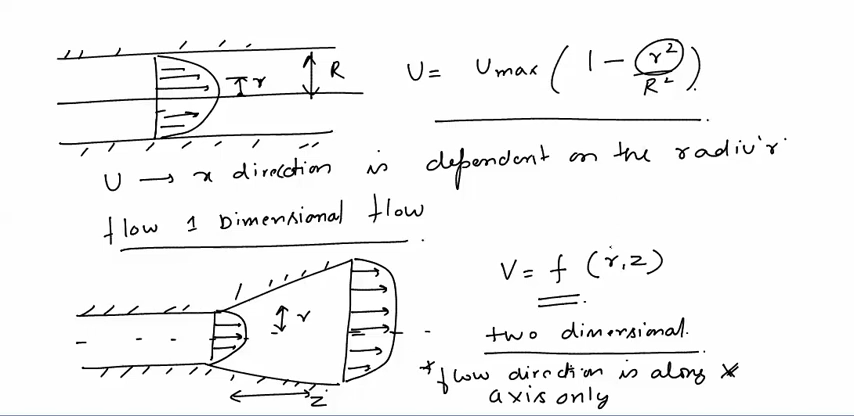 R
r
U = Umax ( 1 - r²/R² )
U → x direction is dependent on the radiu'r'
flow 1 Dimensional flow
r
z
V = f (r,z)
two dimensional.
* flow direction is along x
axis only